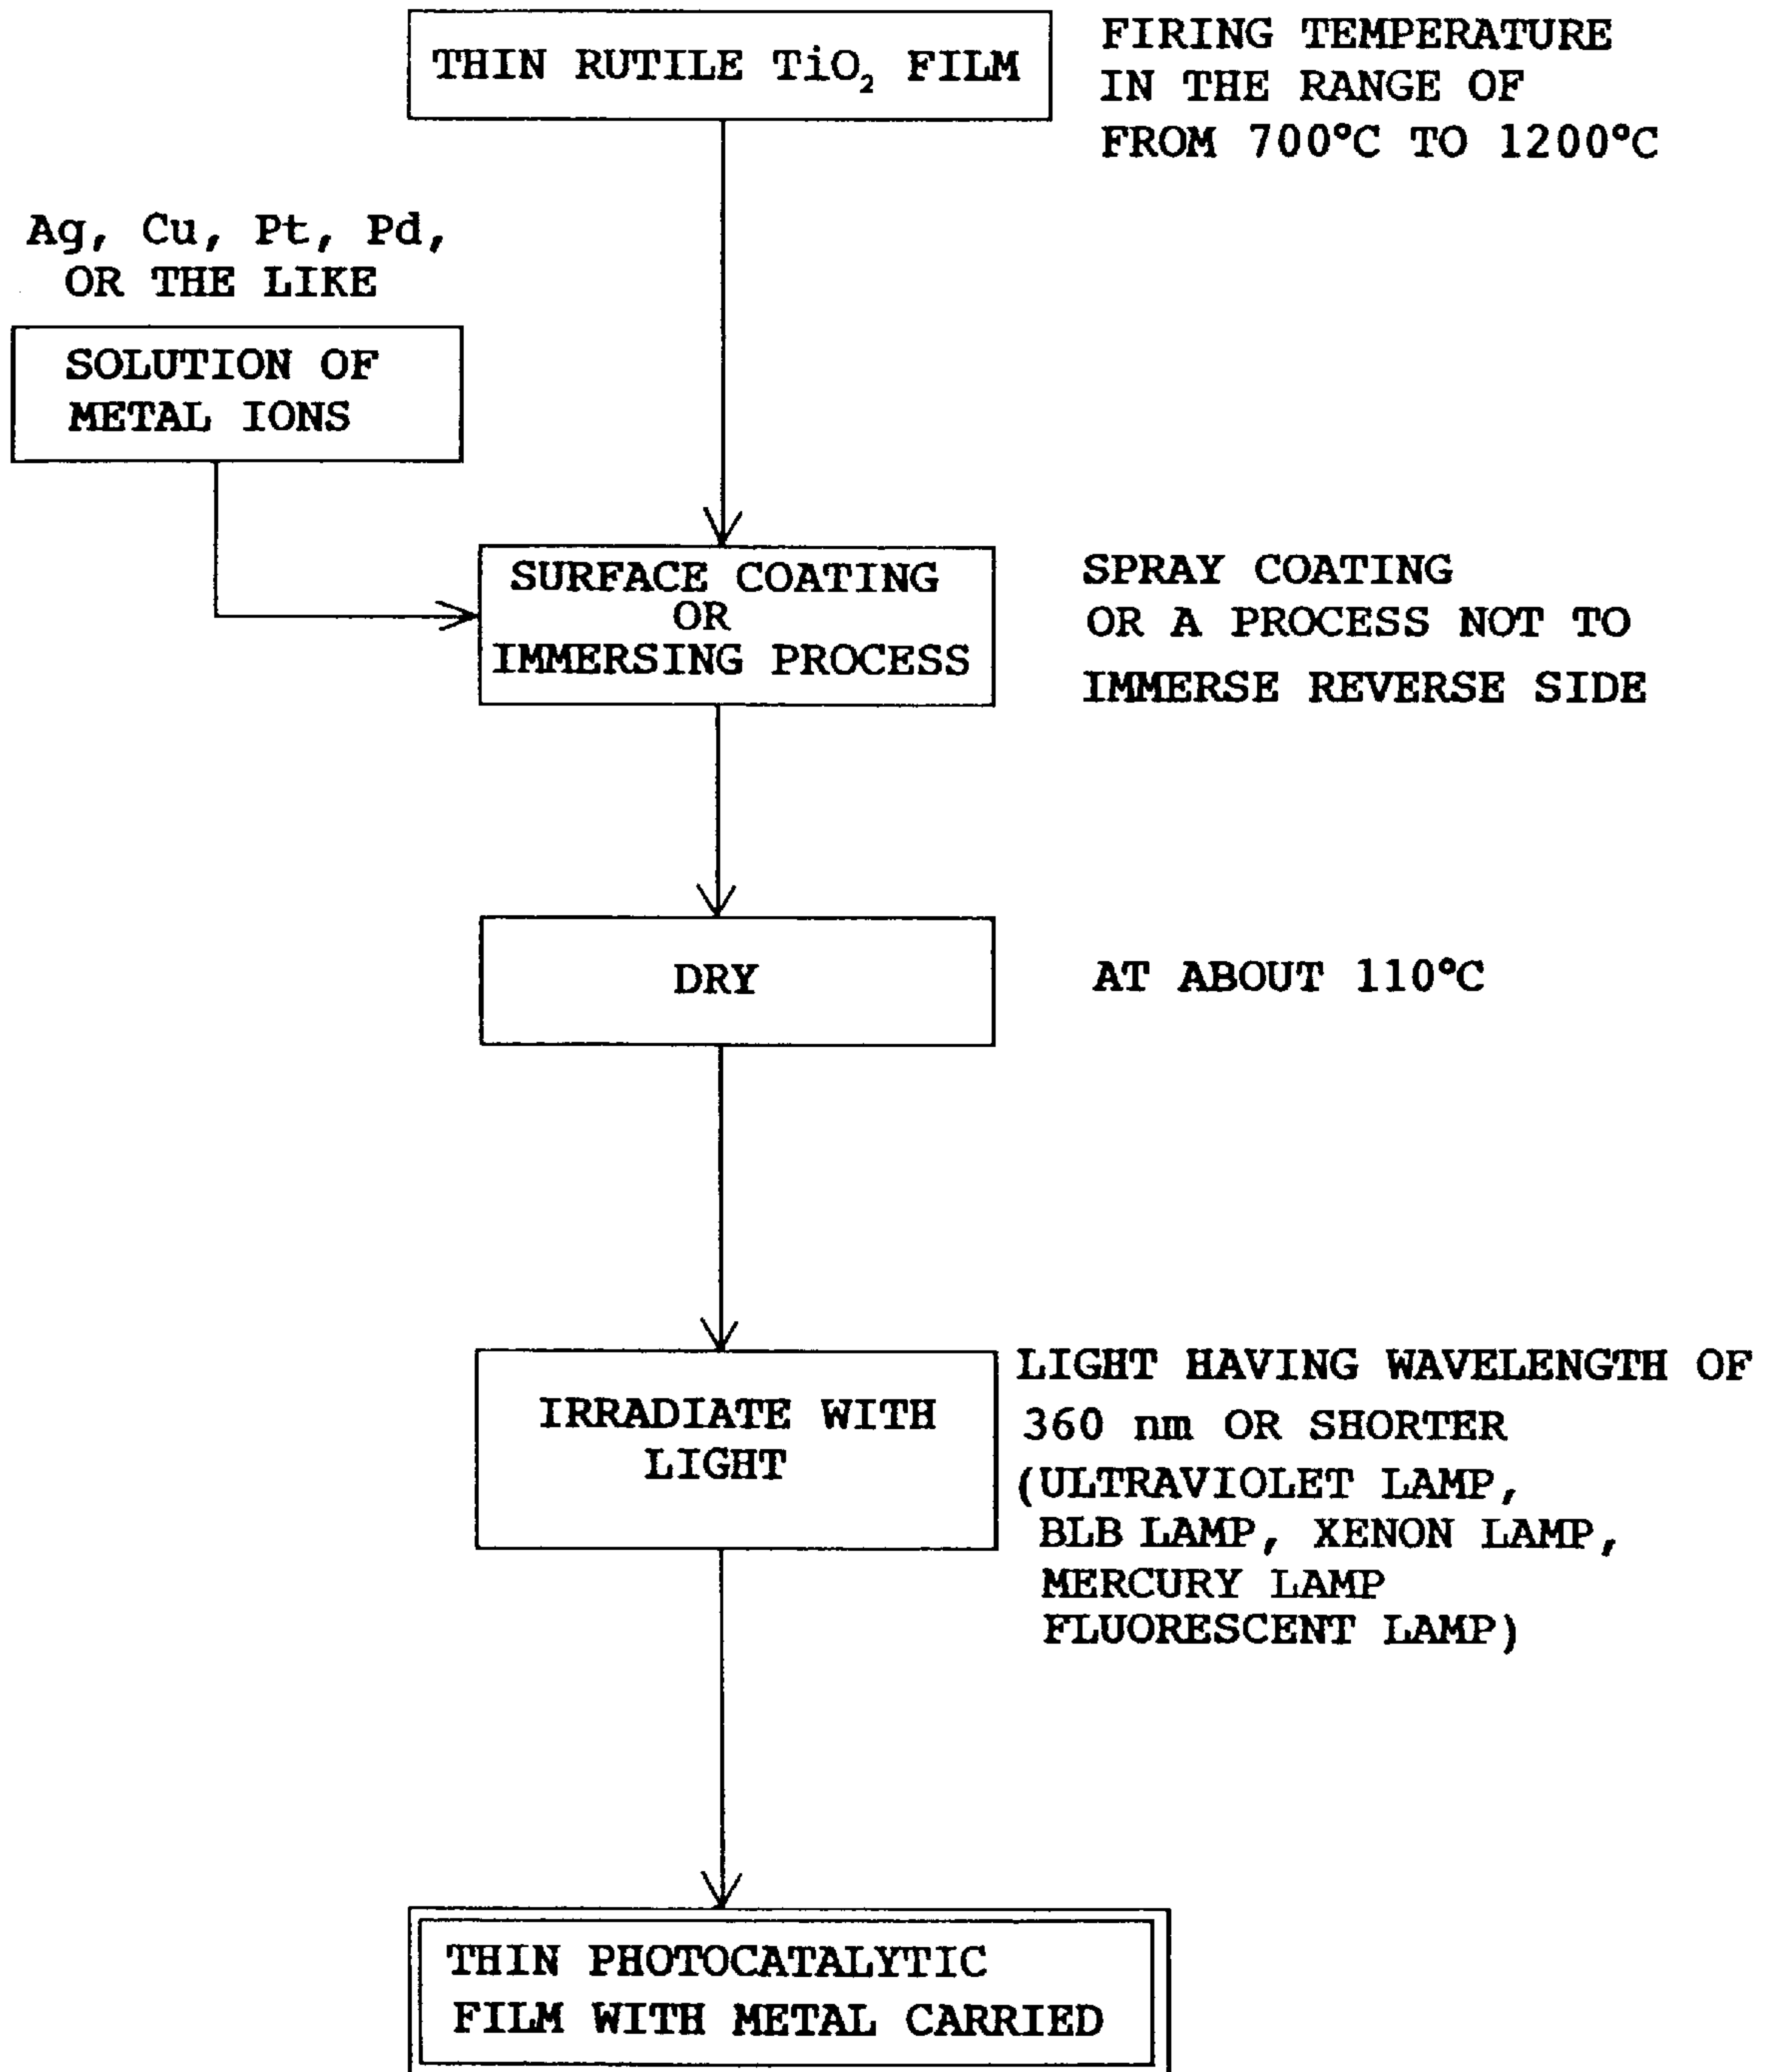 THIN RUTILE TiO₂ FILM
FIRING TEMPERATURE
IN THE RANGE OF
FROM 700°C TO 1200°C
Ag, Cu, Pt, Pd,
OR THE LIKE
SOLUTION OF
METAL IONS
SURFACE COATING
OR
IMMERSING PROCESS
SPRAY COATING
OR A PROCESS NOT TO
IMMERSE REVERSE SIDE
DRY
AT ABOUT 110°C
IRRADIATE WITH
LIGHT
LIGHT HAVING WAVELENGTH OF
360 nm OR SHORTER
(ULTRAVIOLET LAMP,
BLB LAMP, XENON LAMP,
MERCURY LAMP
FLUORESCENT LAMP)
THIN PHOTOCATALYTIC
FILM WITH METAL CARRIED